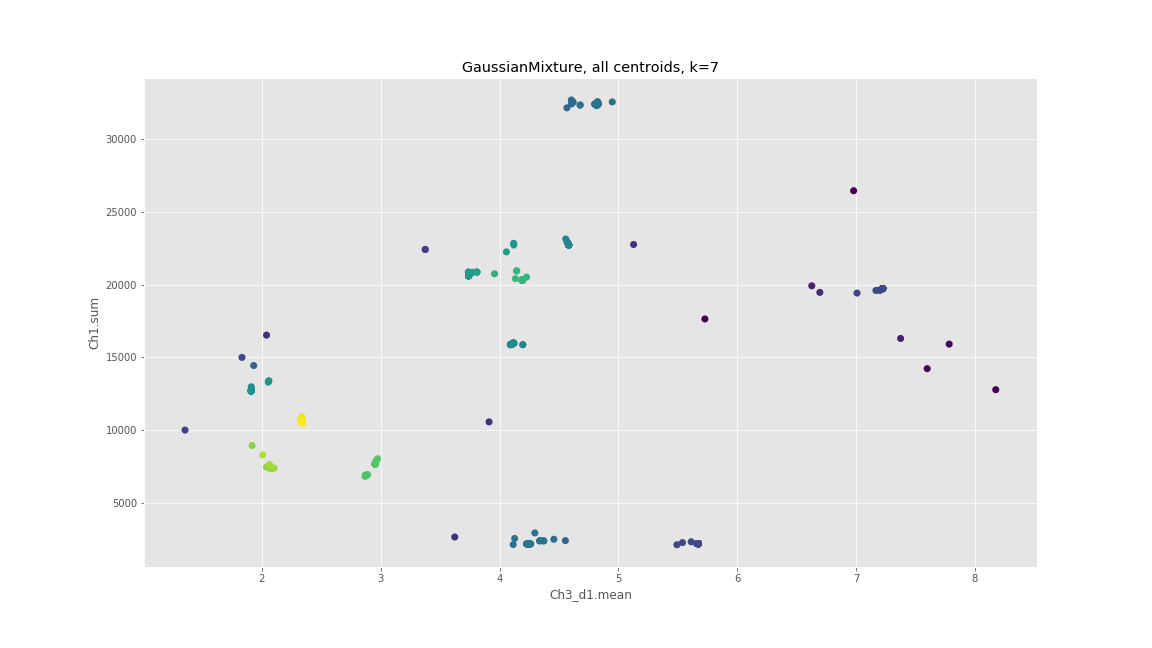 GaussianMixture, all centroids, k=7
30000
25000
20000
15000
10000
5000
Ch1.sum
2 3 4 5 6 7 8
Ch3_d1.mean